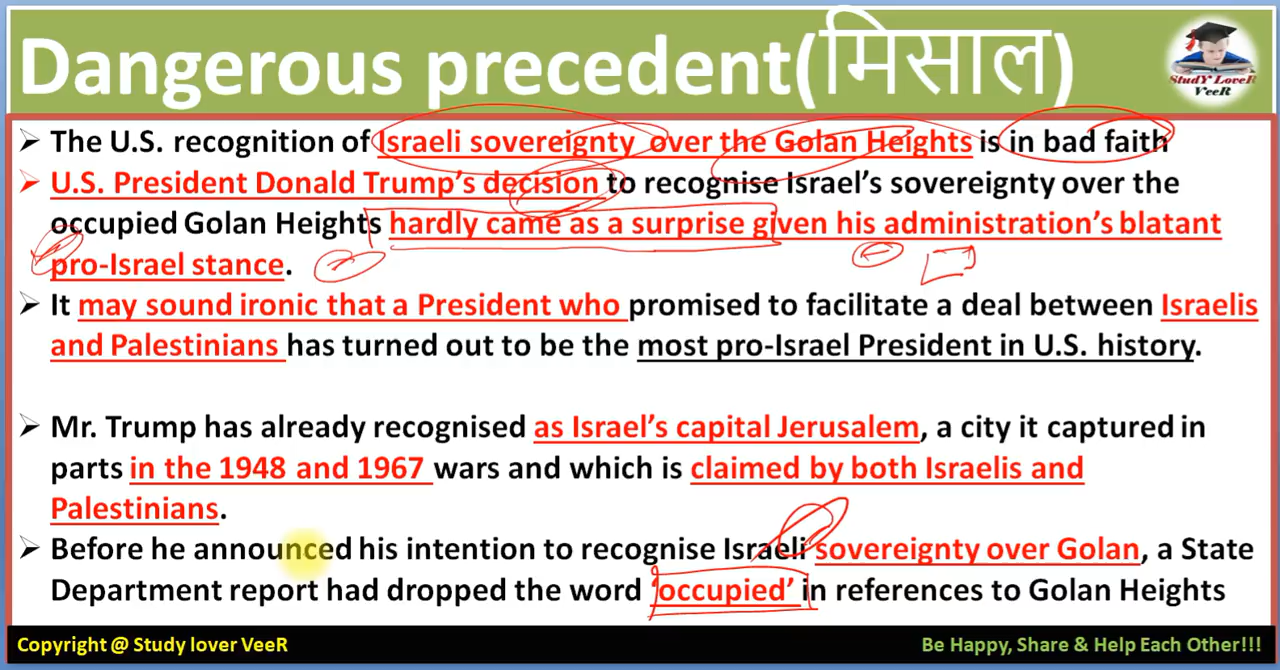 Dangerous precedent(मिसाल)
StudY LoveR
VeeR
➢ The U.S. recognition of Israeli sovereignty over the Golan Heights is in bad faith
➢ U.S. President Donald Trump's decision to recognise Israel's sovereignty over the
occupied Golan Heights hardly came as a surprise given his administration's blatant
pro-Israel stance.
➢ It may sound ironic that a President who promised to facilitate a deal between Israelis
and Palestinians has turned out to be the most pro-Israel President in U.S. history.
➢ Mr. Trump has already recognised as Israel's capital Jerusalem, a city it captured in
parts in the 1948 and 1967 wars and which is claimed by both Israelis and
Palestinians.
➢ Before he announced his intention to recognise Israeli sovereignty over Golan, a State
Department report had dropped the word 'occupied' in references to Golan Heights
Copyright @ Study lover VeeR
Be Happy, Share & Help Each Other!!!